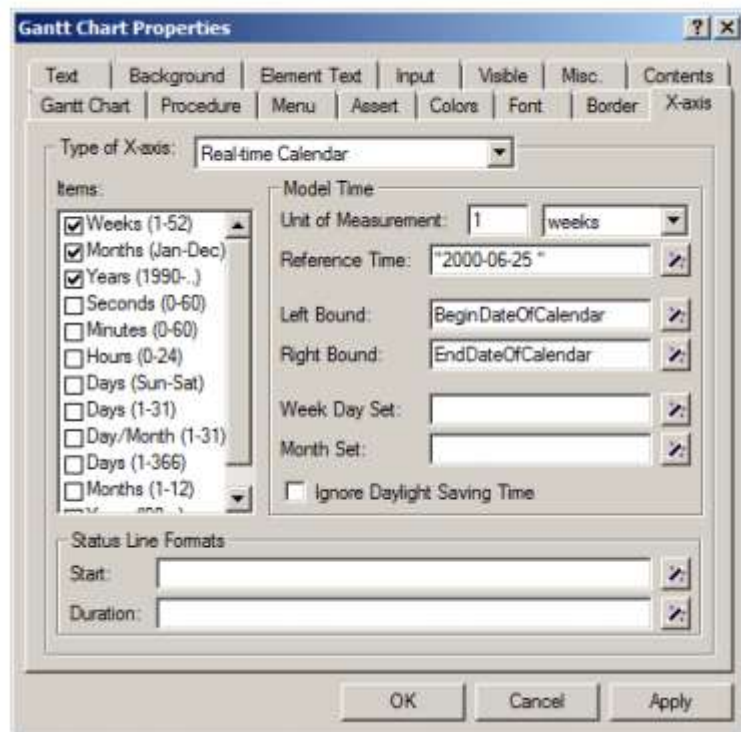 Gantt Chart Properties
Text Background Element Text Input Visible Misc. Contents
Gantt Chart Procedure Menu Assert Colors Font Border X-axis
Type of X-axis: Real-time Calendar
Items:
Weeks (1-52)
Months (Jan-Dec)
Years (1990-..)
Seconds (0-60)
Minutes (0-60)
Hours (0-24)
Days (Sun-Sat)
Days (1-31)
Day/Month (1-31)
Days (1-366)
Months (1-12)
Model Time
Unit of Measurement: 1 weeks
Reference Time: "2000-06-25 "
Left Bound: BeginDateOfCalendar
Right Bound: EndDateOfCalendar
Week Day Set:
Month Set:
Ignore Daylight Saving Time
Status Line Formats
Start:
Duration:
OK Cancel Apply